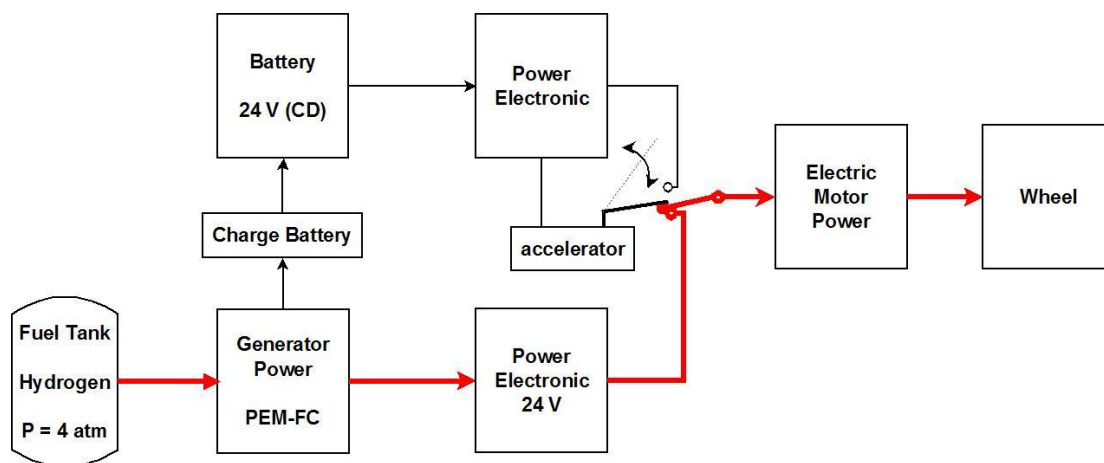 Battery
24 V (CD)
Power
Electronic
Electric
Motor
Power
Wheel
Charge Battery
accelerator
Fuel Tank
Hydrogen
P = 4 atm
Generator
Power
PEM-FC
Power
Electronic
24 V